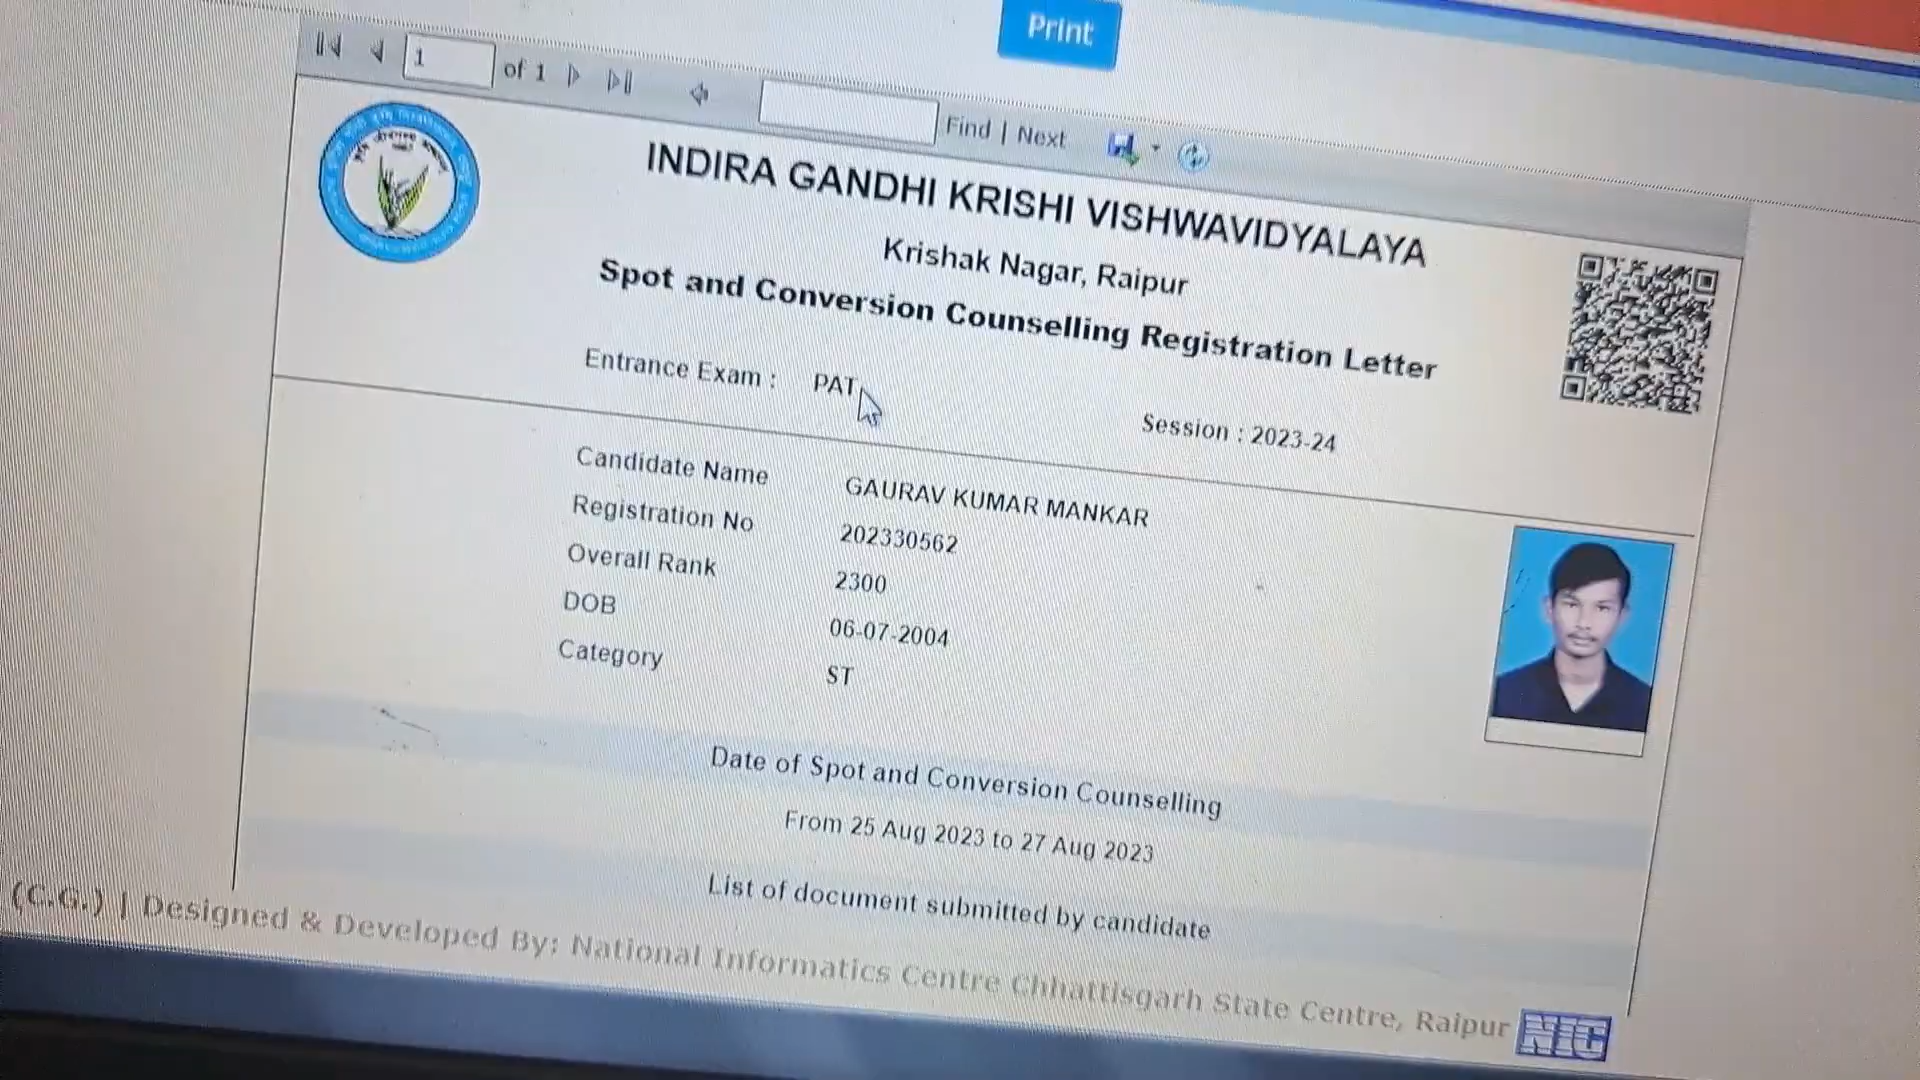 Print
1 of 1 Find | Next
INDIRA GANDHI KRISHI VISHWAVIDYALAYA
Krishak Nagar, Raipur
Spot and Conversion Counselling Registration Letter
Entrance Exam : PAT
Session : 2023-24
Candidate Name GAURAV KUMAR MANKAR
Registration No 202330562
Overall Rank 2300
DOB 06-07-2004
Category ST
Date of Spot and Conversion Counselling
From 25 Aug 2023 to 27 Aug 2023
List of document submitted by candidate
(C.G.) | Designed & Developed By: National Informatics Centre Chhattisgarh State Centre, Raipur NIC